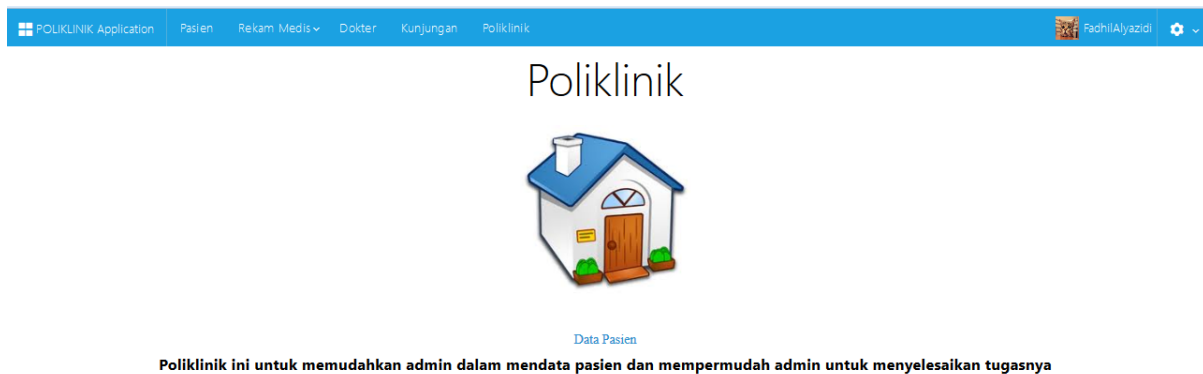 POLIKLINIK Application Pasien Rekam Medis Dokter Kunjungan Poliklinik FadhilAlyazidi
Poliklinik
Data Pasien
Poliklinik ini untuk memudahkan admin dalam mendata pasien dan mempermudah admin untuk menyelesaikan tugasnya